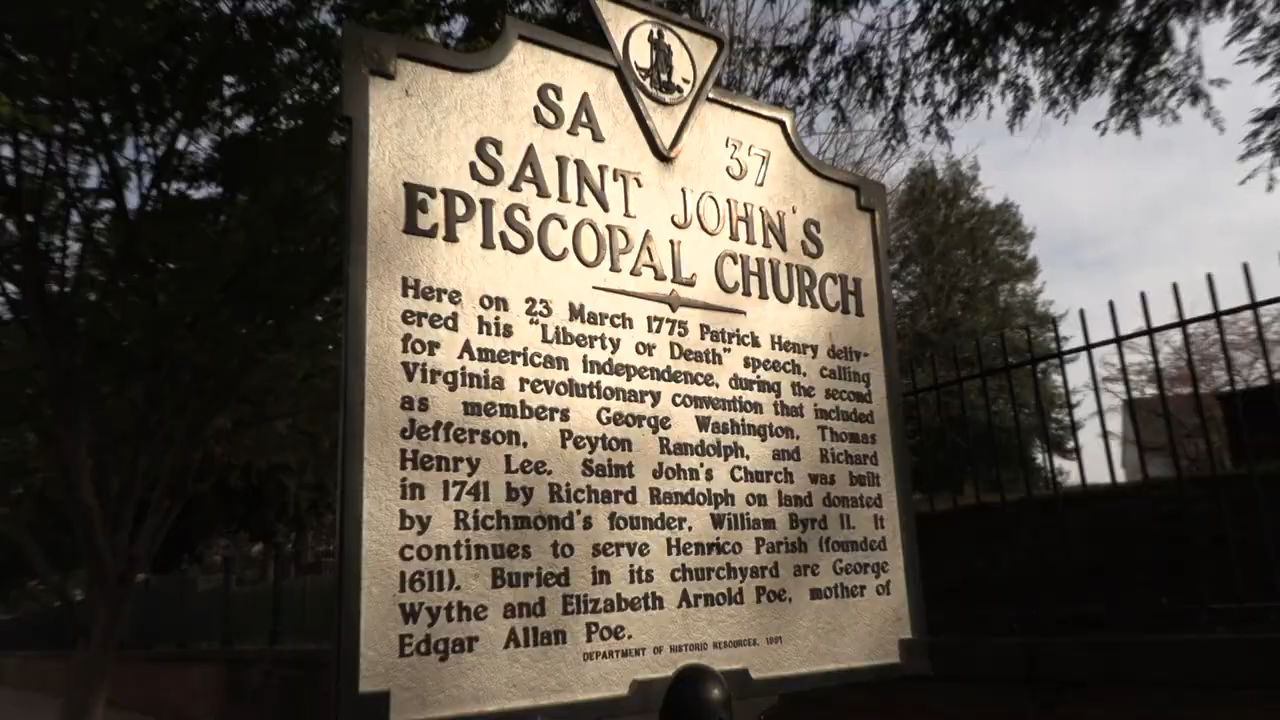 SA 37
SAINT JOHN'S
EPISCOPAL CHURCH
Here on 23 March 1775 Patrick Henry deliv-
ered his "Liberty or Death" speech, calling
for American independence, during the second
Virginia revolutionary convention that included
as members George Washington, Thomas
Jefferson, Peyton Randolph, and Richard
Henry Lee. Saint John's Church was built
in 1741 by Richard Randolph on land donated
by Richmond's founder, William Byrd II. It
continues to serve Henrico Parish (founded
1611). Buried in its churchyard are George
Wythe and Elizabeth Arnold Poe, mother of
Edgar Allan Poe.
DEPARTMENT OF HISTORIC RESOURCES, 1991